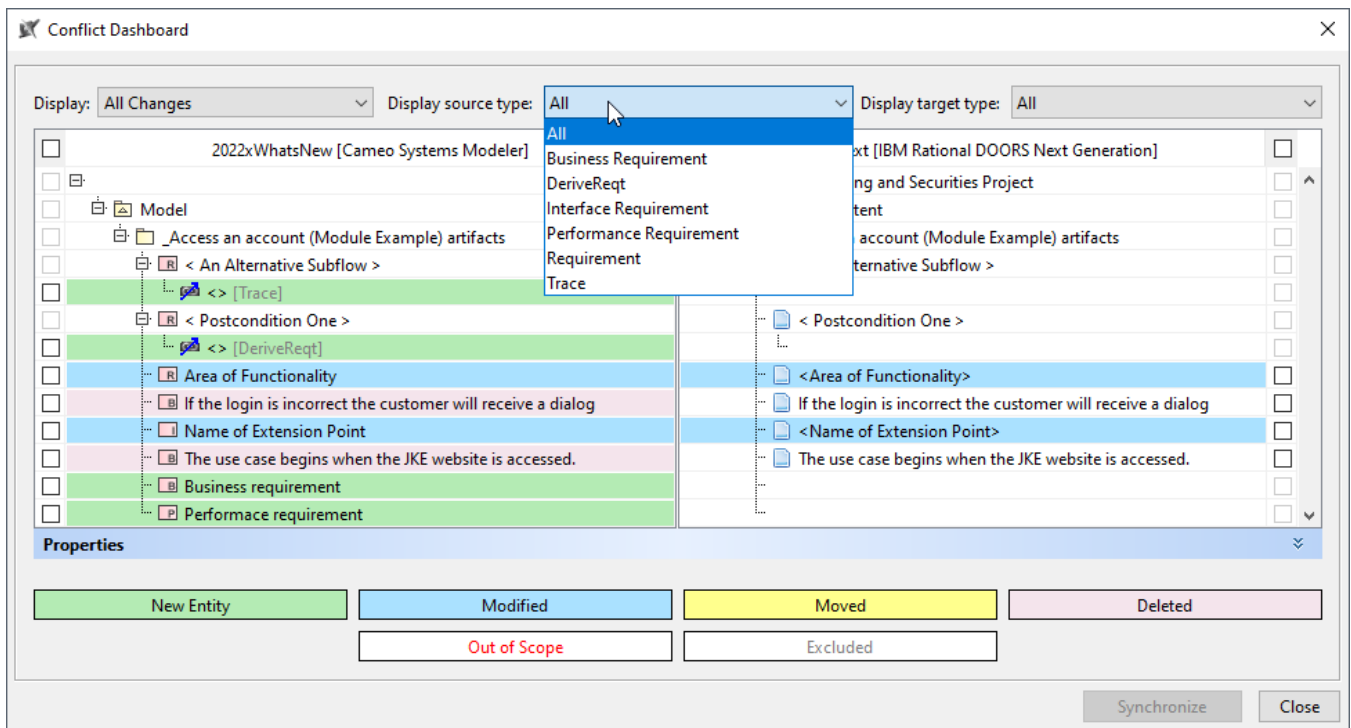 Conflict Dashboard
Display: All Changes Display source type: All Display target type: All
All
Business Requirement
DeriveReqt
Interface Requirement
Performance Requirement
Requirement
Trace
2022xWhatsNew [Cameo Systems Modeler] xt [IBM Rational DOORS Next Generation]
ng and Securities Project
Model tent
_Access an account (Module Example) artifacts account (Module Example) artifacts
R < An Alternative Subflow > ternative Subflow >
<> [Trace]
R < Postcondition One > < Postcondition One >
<> [DeriveReqt]
R Area of Functionality <Area of Functionality>
B If the login is incorrect the customer will receive a dialog If the login is incorrect the customer will receive a dialog
I Name of Extension Point <Name of Extension Point>
B The use case begins when the JKE website is accessed. The use case begins when the JKE website is accessed.
B Business requirement
P Performace requirement
Properties
New Entity Modified Moved Deleted
Out of Scope Excluded
Synchronize Close